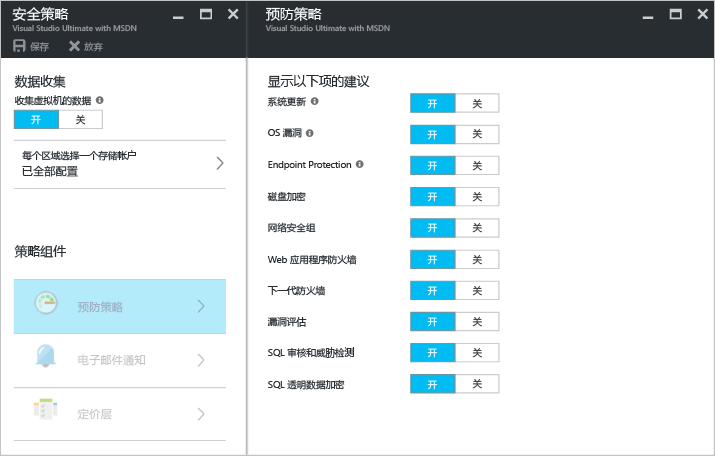 安全策略
Visual Studio Ultimate with MSDN
保存 放弃
数据收集
收集虚拟机的数据
开 关
每个区域选择一个存储帐户
已全部配置
策略组件
预防策略
电子邮件通知
定价层
预防策略
Visual Studio Ultimate with MSDN
显示以下项的建议
系统更新 开 关
OS 漏洞 开 关
Endpoint Protection 开 关
磁盘加密 开 关
网络安全组 开 关
Web 应用程序防火墙 开 关
下一代防火墙 开 关
漏洞评估 开 关
SQL 审核和威胁检测 开 关
SQL 透明数据加密 开 关